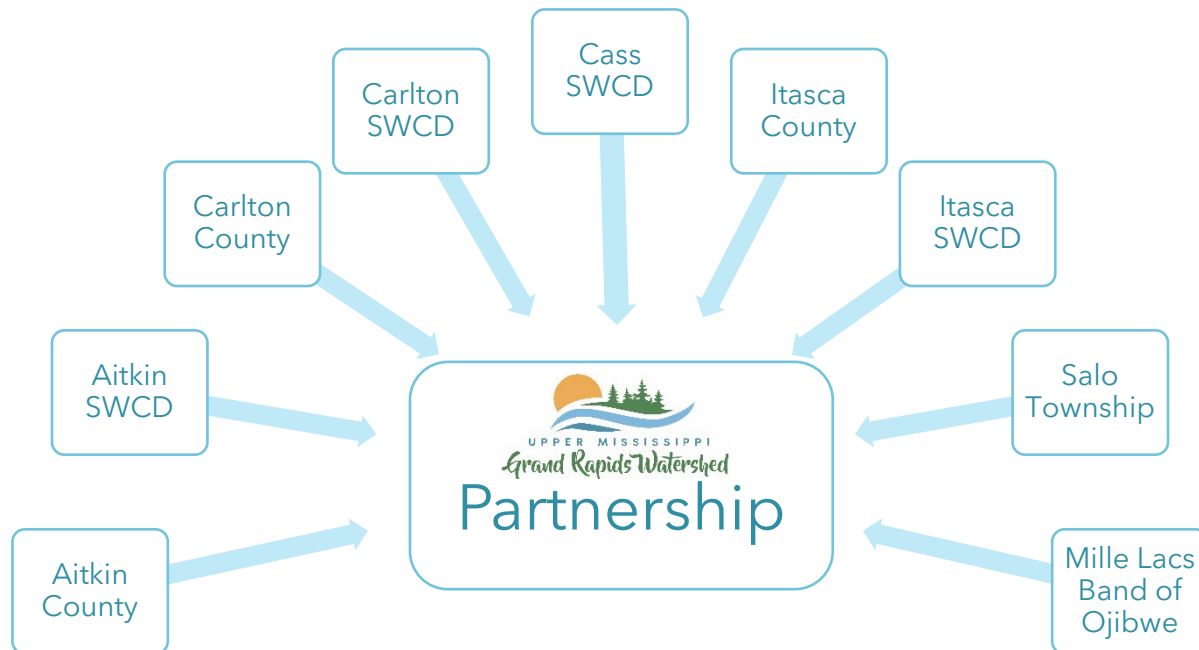 Cass
SWCD
Carlton
SWCD
Itasca
County
Carlton
County
Itasca
SWCD
Aitkin
SWCD
Salo
Township
Aitkin
County
Mille Lacs
Band of
Ojibwe
UPPER MISSISSIPPI
Grand Rapids Watershed
Partnership